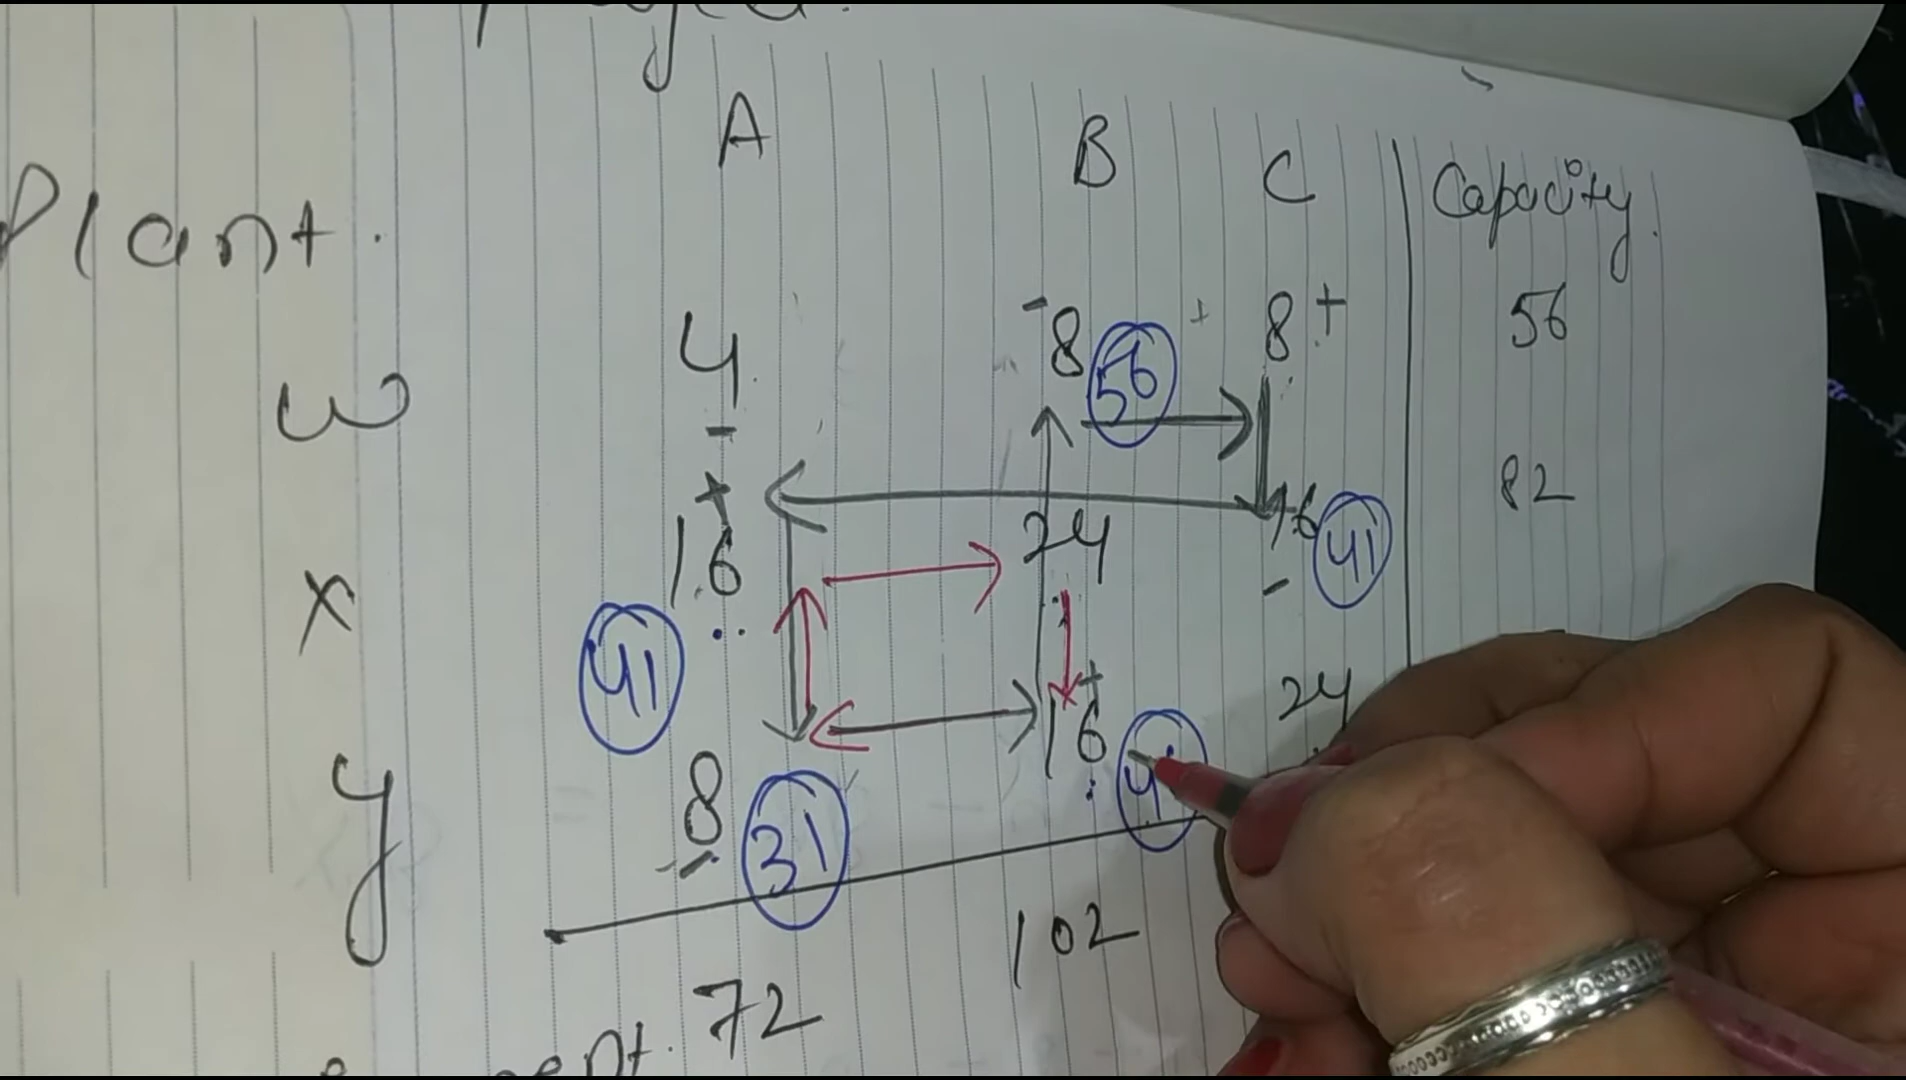 A B C Capacity.
Plant.
w 4 - -8 56 + 8+ 56
x + 16 41 24 16 41 - 82
y 8 - 31 + 16 24
72 102